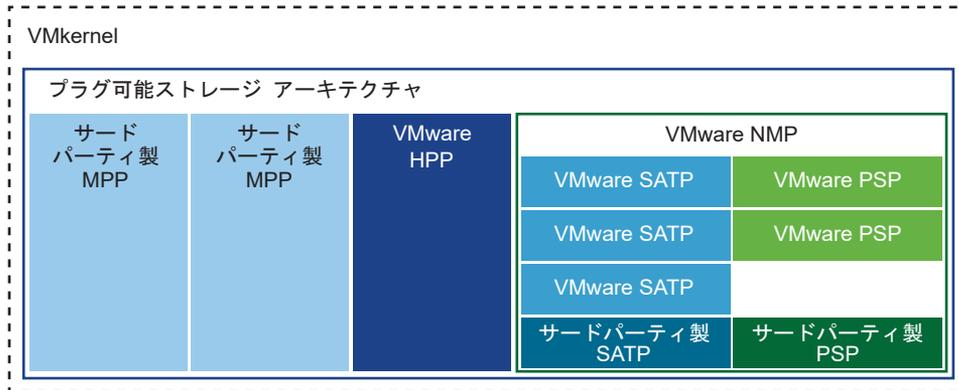 VMkernel
プラグ可能ストレージ アーキテクチャ
サード
パーティ製
MPP
サード
パーティ製
MPP
VMware
HPP
VMware NMP
VMware SATP
VMware PSP
VMware SATP
VMware PSP
VMware SATP
サードパーティ製
SATP
サードパーティ製
PSP